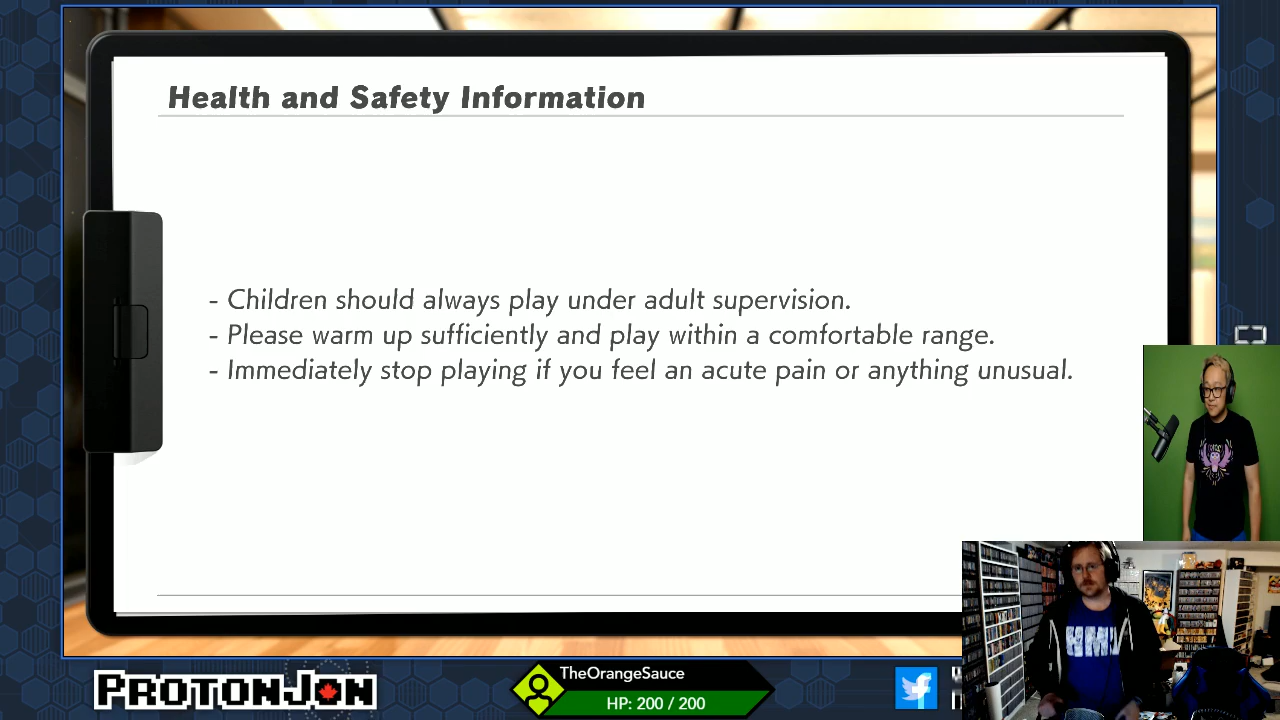 Health and Safety Information
- Children should always play under adult supervision.
- Please warm up sufficiently and play within a comfortable range.
- Immediately stop playing if you feel an acute pain or anything unusual.
PROTONJON
TheOrangeSauce
HP: 200 / 200